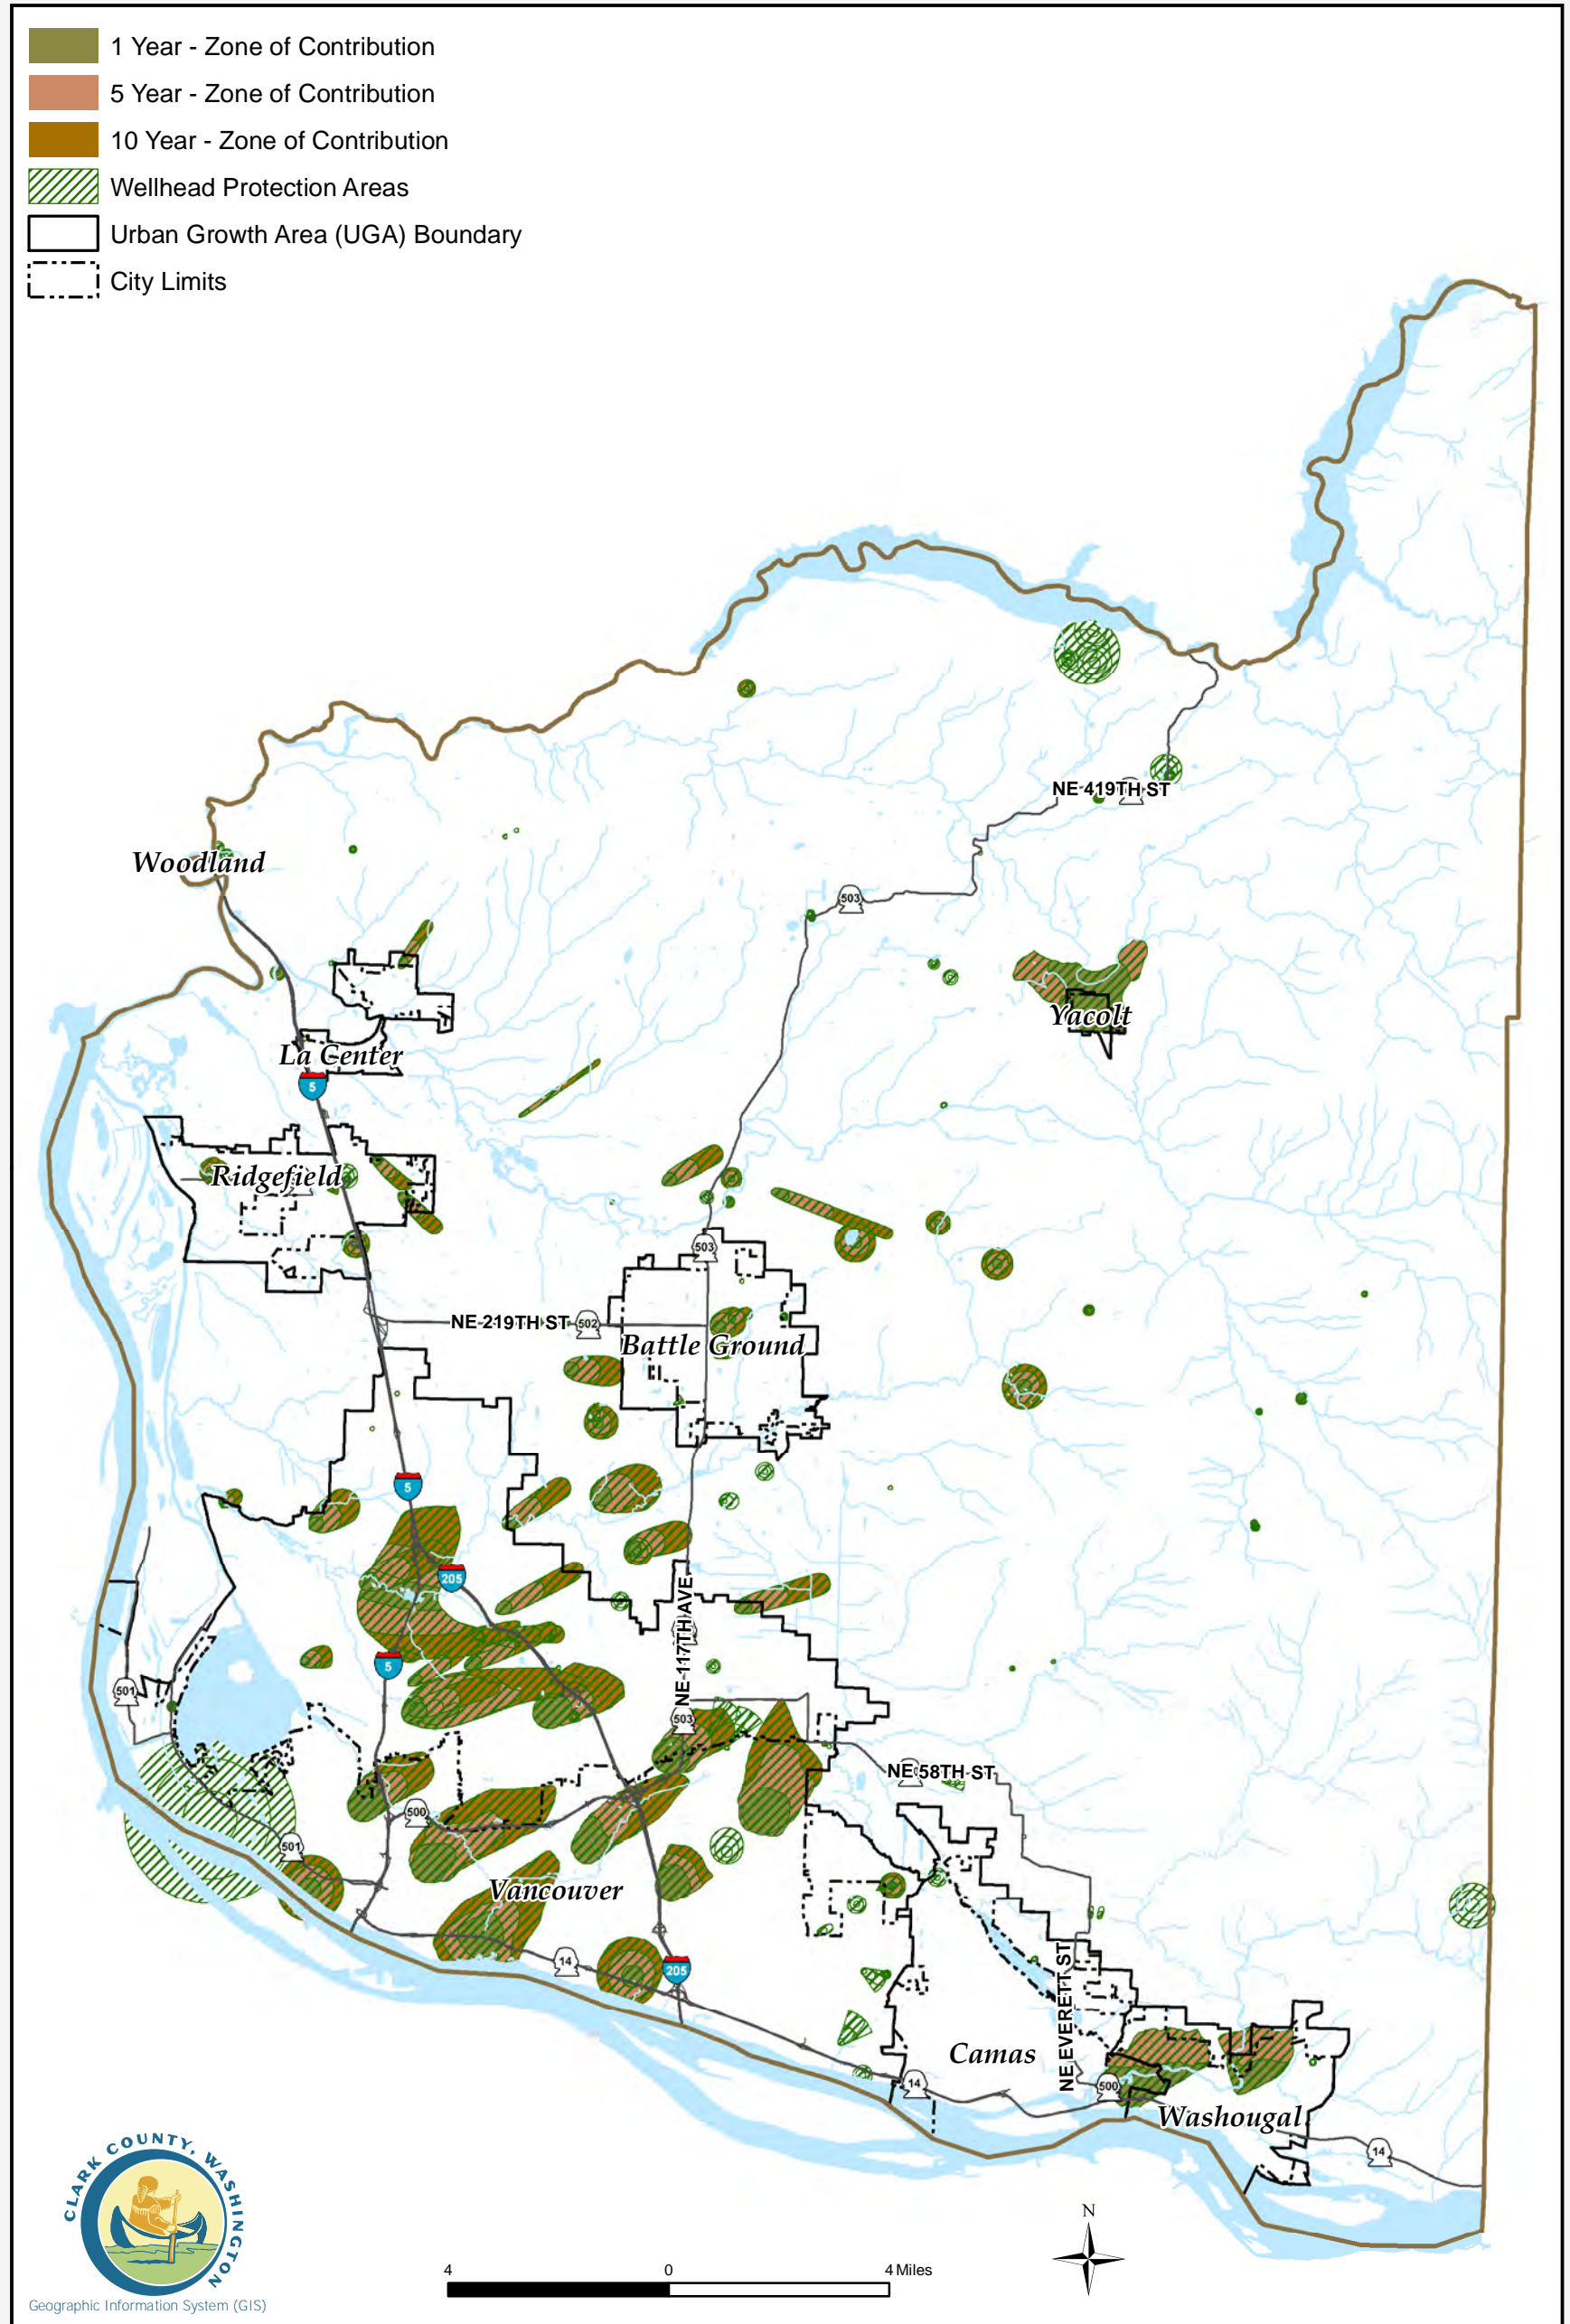 1 Year - Zone of Contribution
5 Year - Zone of Contribution
10 Year - Zone of Contribution
Wellhead Protection Areas
Urban Growth Area (UGA) Boundary
City Limits
NE 419TH ST
Woodland
503
Yacolt
La Center
5
Ridgefield
503
NE 219TH ST
502
Battle Ground
5
205
NE 117TH AVE
5
501
503
NE 58TH ST
500
501
Vancouver
14
205
NE EVERETT ST
Camas
14
500
Washougal
14
CLARK COUNTY, WASHINGTON
Geographic Information System (GIS)
N
4 0 4 Miles